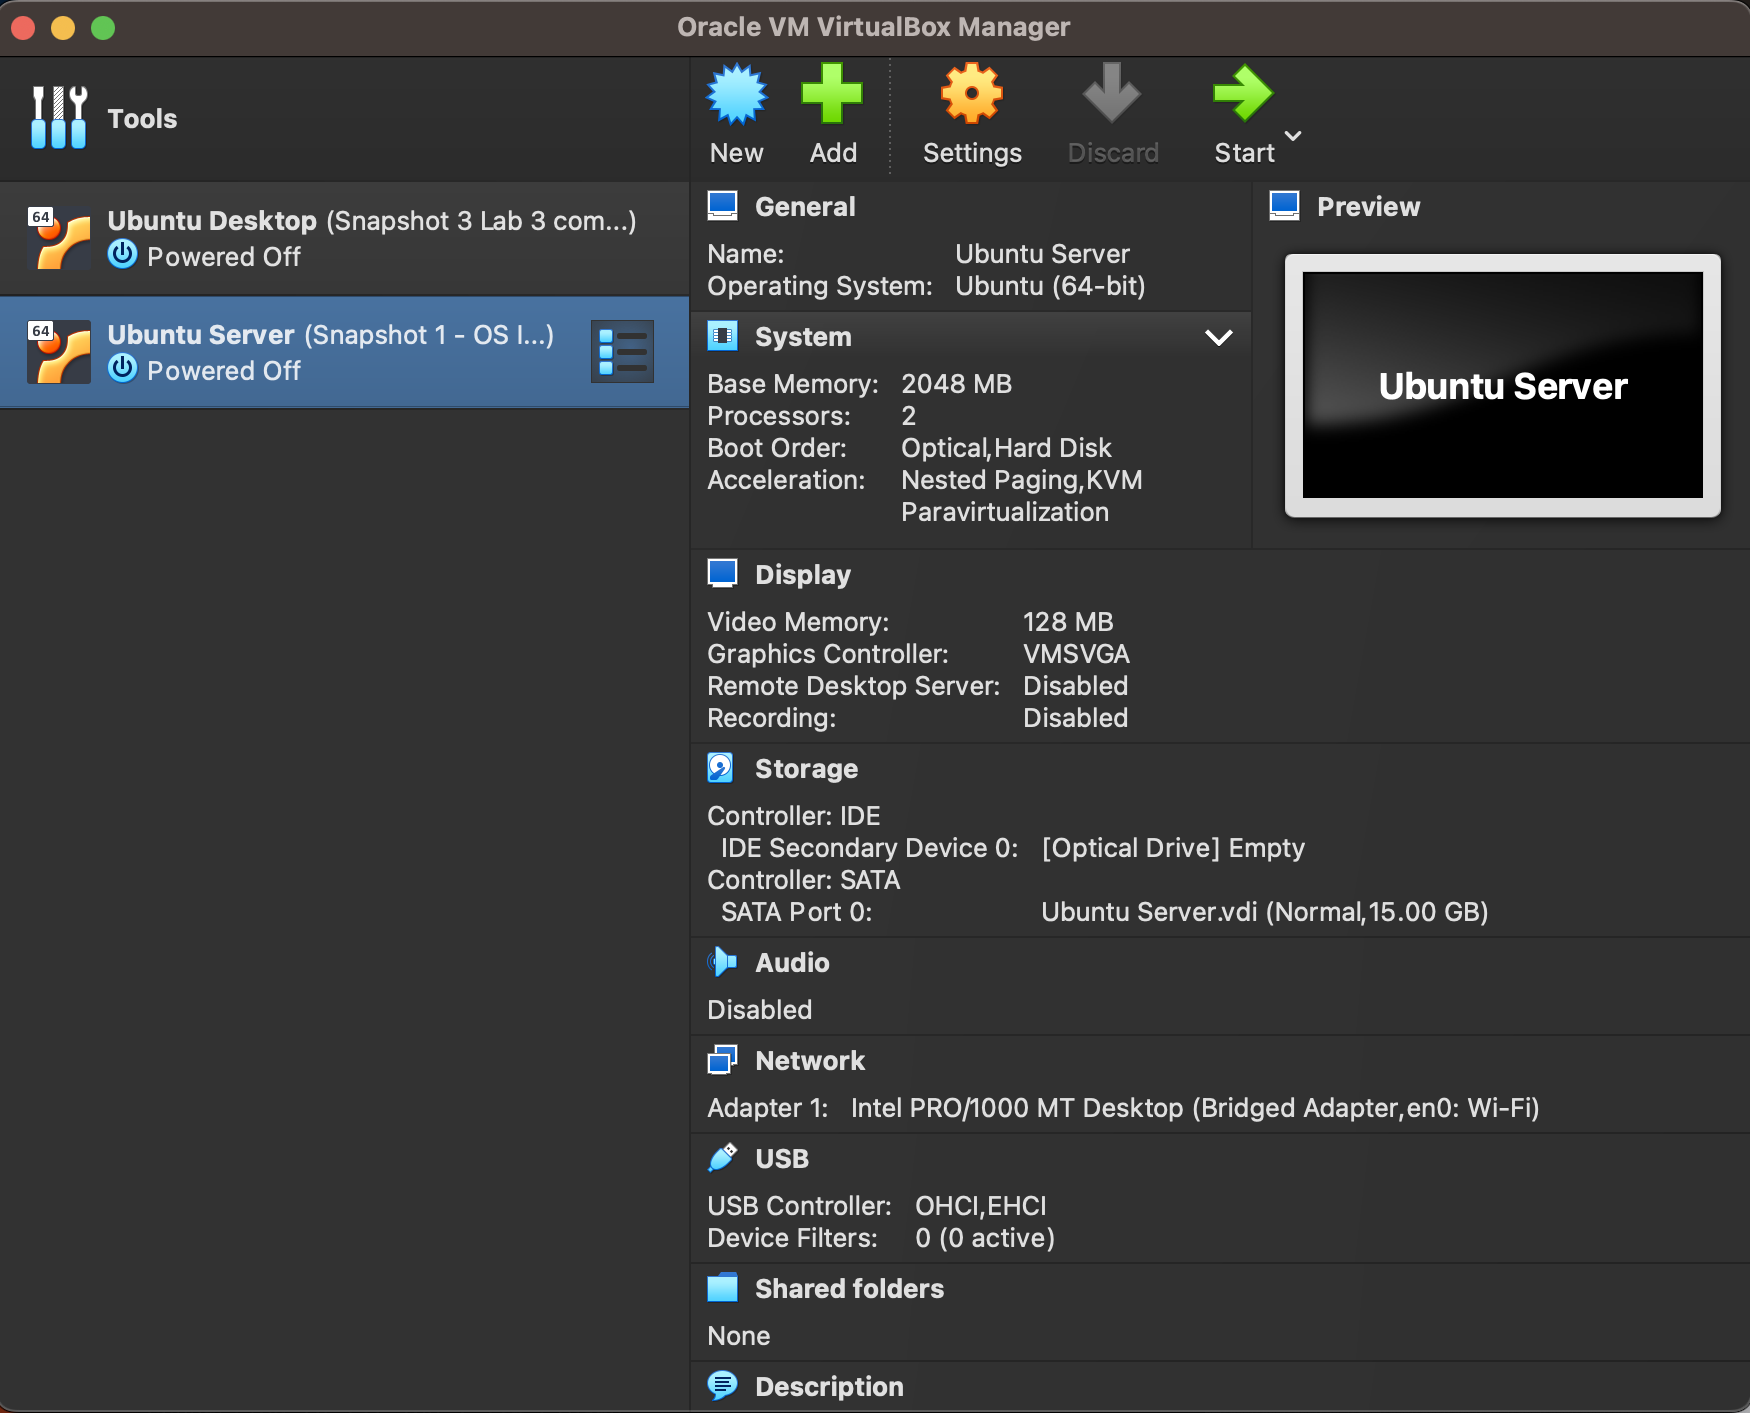 Oracle VM VirtualBox Manager
Tools
New
Add
Settings
Discard
Start
64
Ubuntu Desktop (Snapshot 3 Lab 3 com...)
Powered Off
64
Ubuntu Server (Snapshot 1 - OS I...)
Powered Off
General
Name: Ubuntu Server
Operating System: Ubuntu (64-bit)
Preview
Ubuntu Server
System
Base Memory: 2048 MB
Processors: 2
Boot Order: Optical,Hard Disk
Acceleration: Nested Paging,KVM
Paravirtualization
Display
Video Memory: 128 MB
Graphics Controller: VMSVGA
Remote Desktop Server: Disabled
Recording: Disabled
Storage
Controller: IDE
IDE Secondary Device 0: [Optical Drive] Empty
Controller: SATA
SATA Port 0: Ubuntu Server.vdi (Normal,15.00 GB)
Audio
Disabled
Network
Adapter 1: Intel PRO/1000 MT Desktop (Bridged Adapter,en0: Wi-Fi)
USB
USB Controller: OHCI,EHCI
Device Filters: 0 (0 active)
Shared folders
None
Description